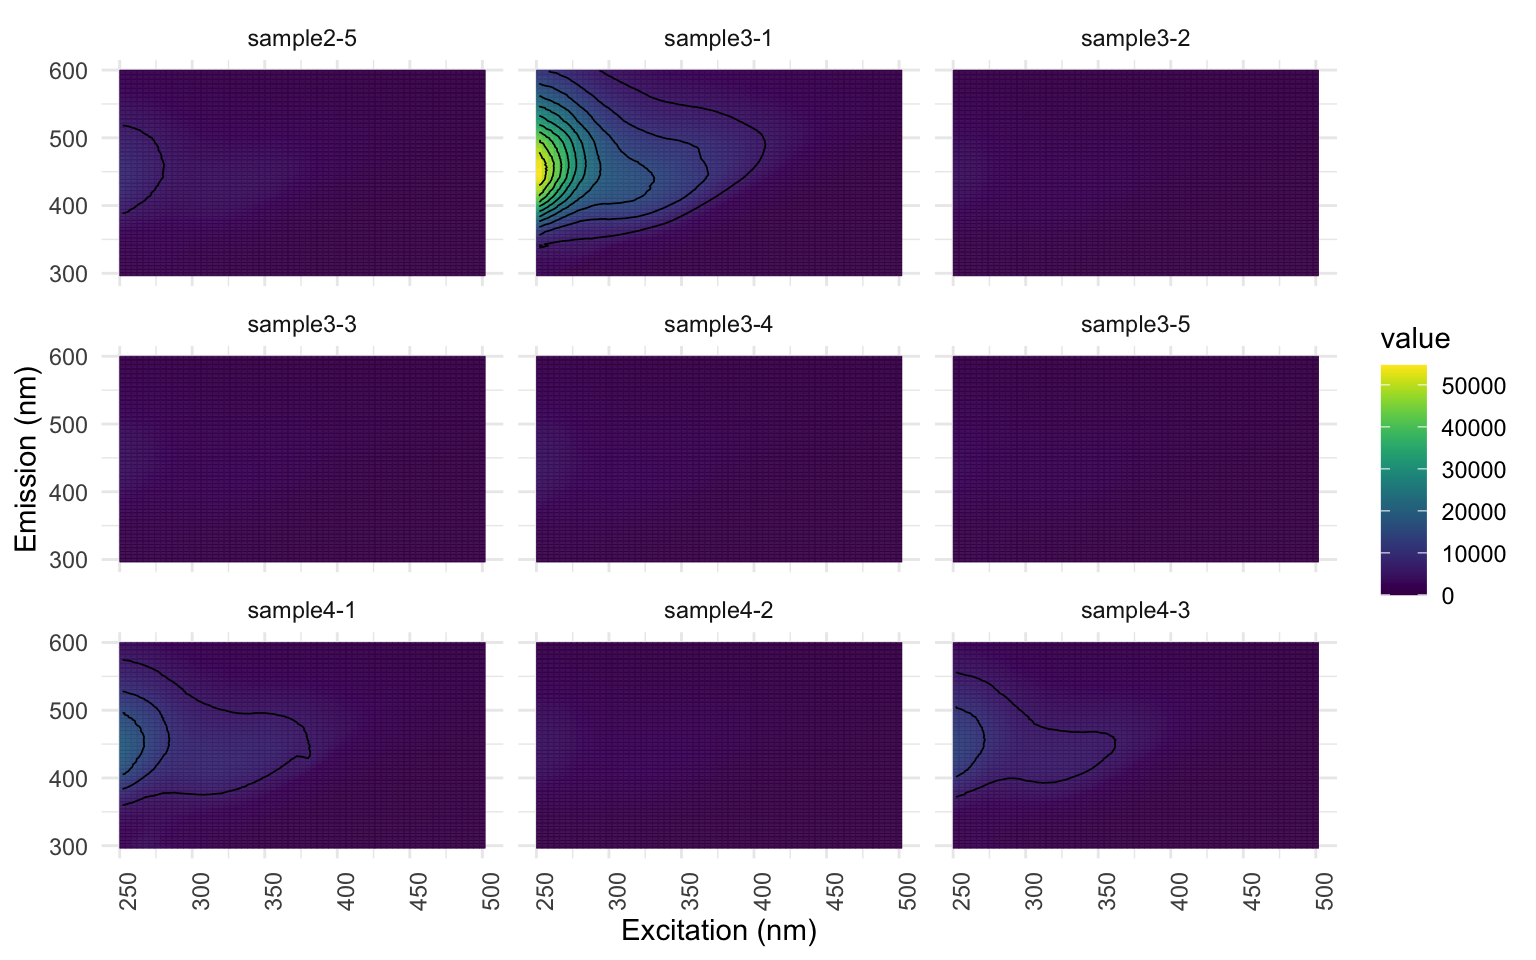 sample2-5 sample3-1 sample3-2
600
500
400
300
sample3-3 sample3-4 sample3-5
600
500
400
300
sample4-1 sample4-2 sample4-3
600
500
400
300
250 300 350 400 450 500 250 300 350 400 450 500 250 300 350 400 450 500
Excitation (nm)
Emission (nm)
value
50000
40000
30000
20000
10000
0